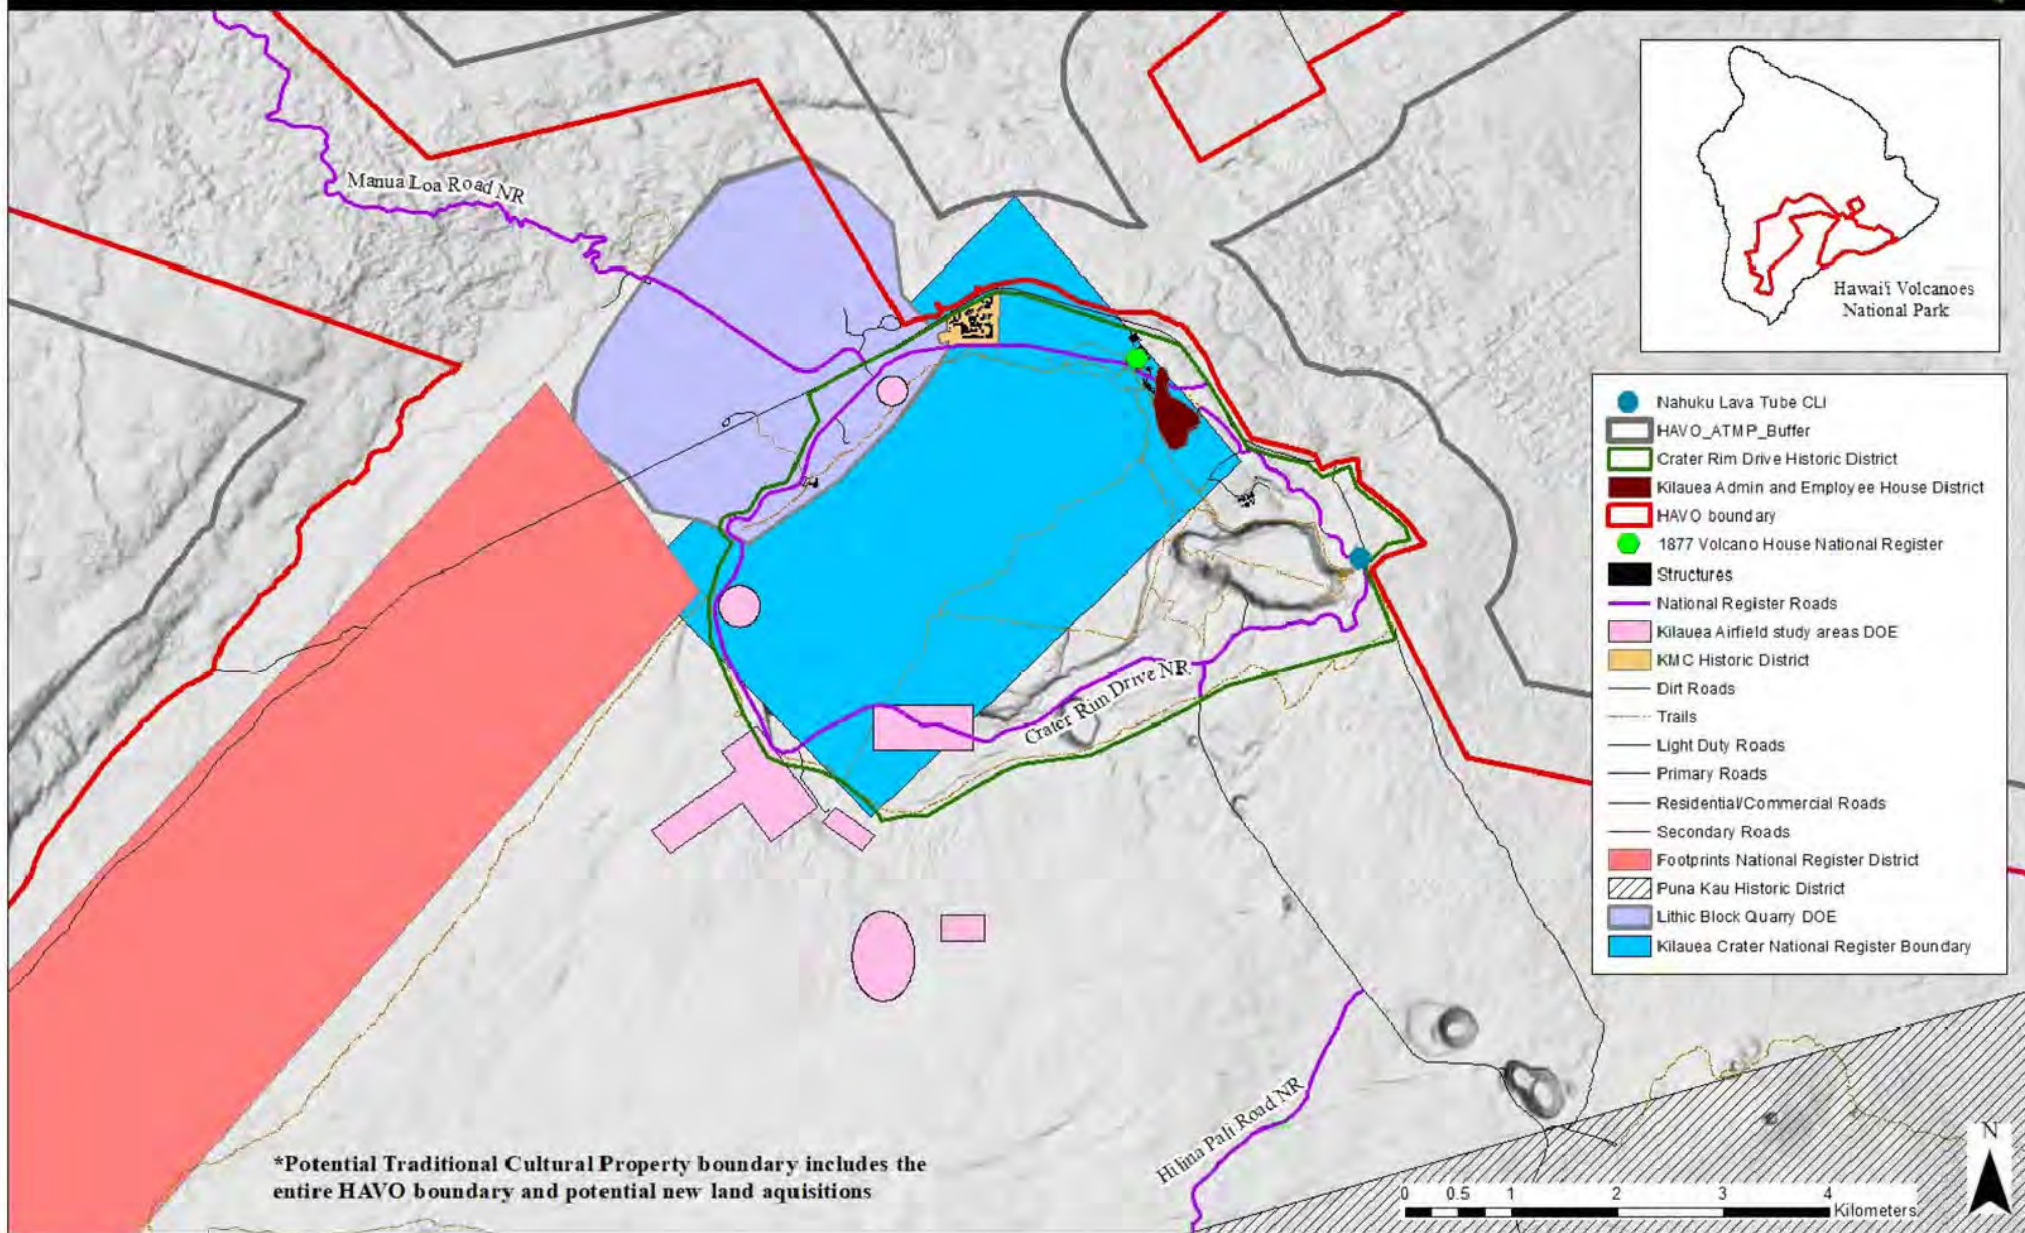 Manua Loa Road NR
Hawai'i Volcanoes
National Park
Nahuku Lava Tube CLI
HAVO_ATMP_Buffer
Crater Rim Drive Historic District
Kilauea Admin and Employee House District
HAVO boundary
1877 Volcano House National Register
Structures
National Register Roads
Kilauea Airfield study areas DOE
KMC Historic District
Dirt Roads
Trails
Light Duty Roads
Primary Roads
Residential/Commercial Roads
Secondary Roads
Footprints National Register District
Puna Kau Historic District
Lithic Block Quarry DOE
Kilauea Crater National Register Boundary
Crater Rim Drive NR
Hilina Pali Road NR
*Potential Traditional Cultural Property boundary includes the
entire HAVO boundary and potential new land aquisitions
N
0 0.5 1 2 3 4
Kilometers